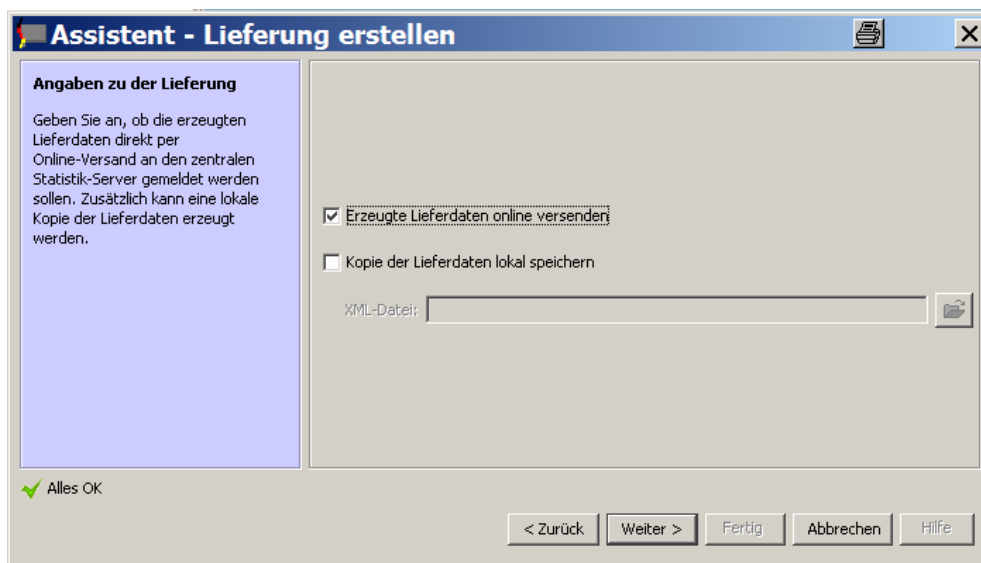 Assistent - Lieferung erstellen
Angaben zu der Lieferung
Geben Sie an, ob die erzeugten
Lieferdaten direkt per
Online-Versand an den zentralen
Statistik-Server gemeldet werden
sollen. Zusätzlich kann eine lokale
Kopie der Lieferdaten erzeugt
werden.
Erzeugte Lieferdaten online versenden
Kopie der Lieferdaten lokal speichern
XML-Datei:
Alles OK
< Zurück
Weiter >
Fertig
Abbrechen
Hilfe